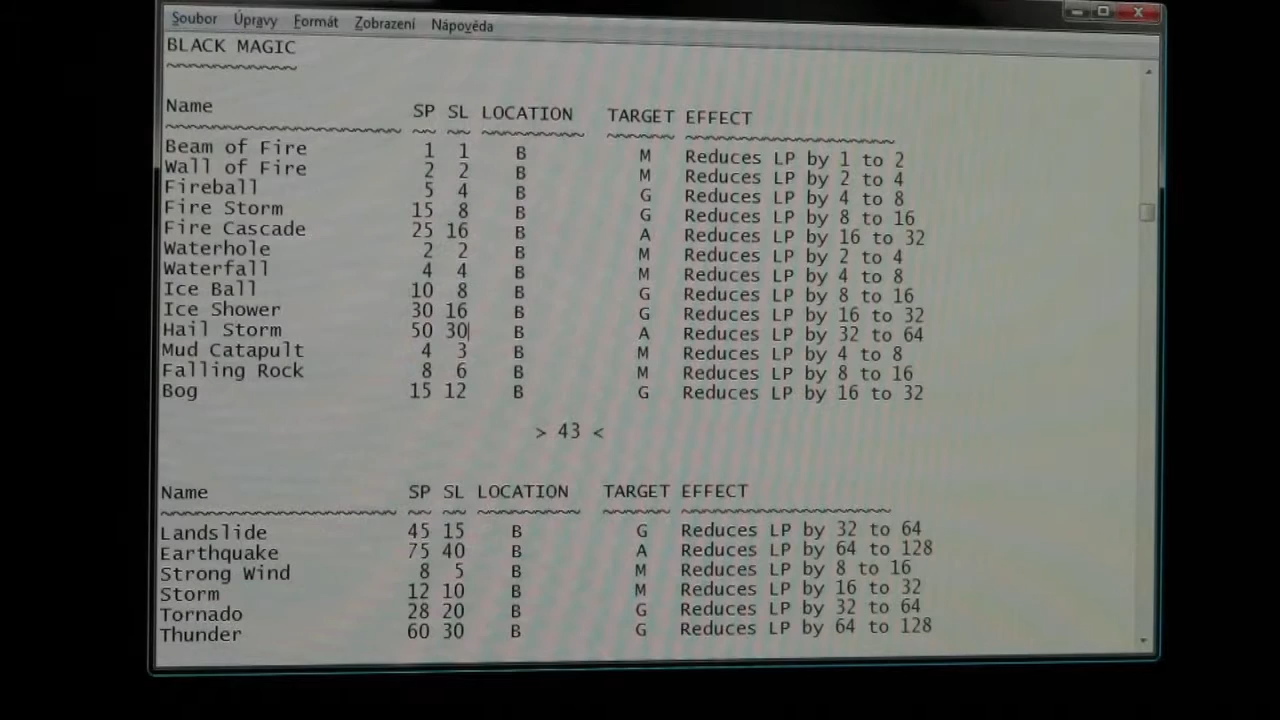 Soubor Úpravy Formát Zobrazení Nápověda
BLACK MAGIC
~~~~~~~~~~~
Name SP SL LOCATION TARGET EFFECT
~~~~~~~~~~~~~~~~~~~~ ~~ ~~ ~~~~~~~~~ ~~~~~~ ~~~~~~~~~~~~~~~~~~~
Beam of Fire 1 1 B M Reduces LP by 1 to 2
Wall of Fire 2 2 B M Reduces LP by 2 to 4
Fireball 5 4 B G Reduces LP by 4 to 8
Fire Storm 15 8 B G Reduces LP by 8 to 16
Fire Cascade 25 16 B A Reduces LP by 16 to 32
Waterhole 2 2 B M Reduces LP by 2 to 4
Waterfall 4 4 B M Reduces LP by 4 to 8
Ice Ball 10 8 B G Reduces LP by 8 to 16
Ice Shower 30 16 B G Reduces LP by 16 to 32
Hail Storm 50 30 B A Reduces LP by 32 to 64
Mud Catapult 4 3 B M Reduces LP by 4 to 8
Falling Rock 8 6 B M Reduces LP by 8 to 16
Bog 15 12 B G Reduces LP by 16 to 32
> 43 <
Name SP SL LOCATION TARGET EFFECT
~~~~~~~~~~~~~~~~~~~~ ~~ ~~ ~~~~~~~~~ ~~~~~~ ~~~~~~~~~~~~~~~~~~~
Landslide 45 15 B G Reduces LP by 32 to 64
Earthquake 75 40 B A Reduces LP by 64 to 128
Strong Wind 8 5 B M Reduces LP by 8 to 16
Storm 12 10 B M Reduces LP by 16 to 32
Tornado 28 20 B G Reduces LP by 32 to 64
Thunder 60 30 B G Reduces LP by 64 to 128